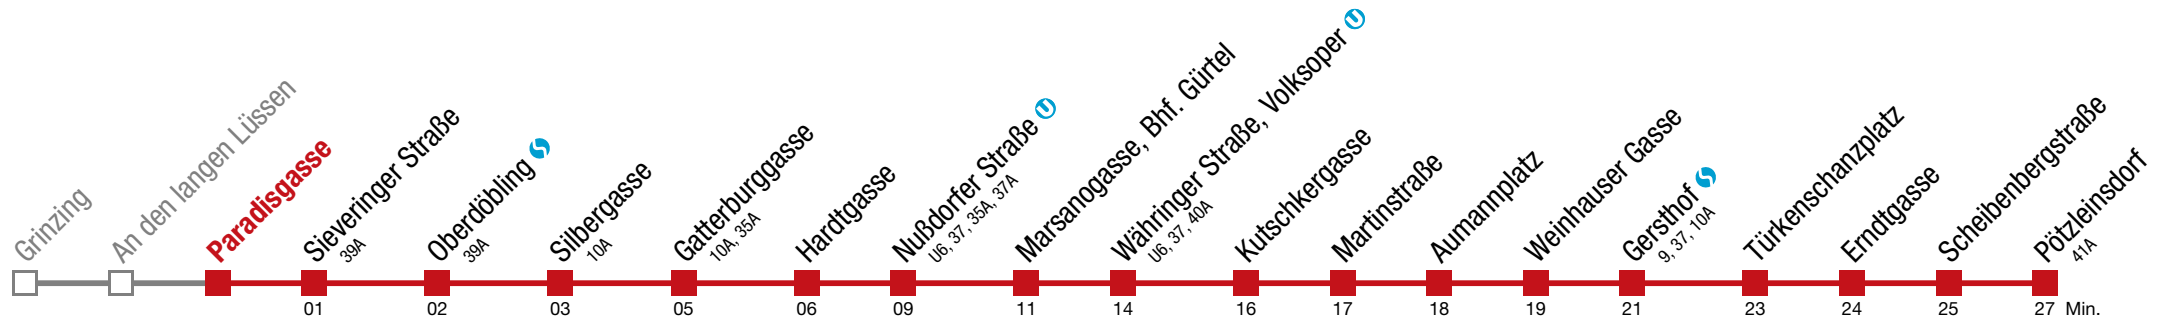 Grinzing
An den langen Lüssen
Paradisgasse
Sieveringer Straße
39A
Oberdöbling
39A
Silbergasse
10A
Gatterburggasse
10A, 35A
Hardtgasse
Nußdorfer Straße U
U6, 37, 35A, 37A
Marsanogasse, Bhf. Gürtel
Währinger Straße, Volksoper U
U6, 37, 40A
Kutschkergasse
Martinstraße
Aumannplatz
Weinhauser Gasse
Gersthof
9, 37, 10A
Türkenschanzplatz
Erndtgasse
Scheibenbergstraße
Pötzleinsdorf
41A
01 02 03 05 06 09 11 14 16 17 18 19 21 23 24 25 27 Min.